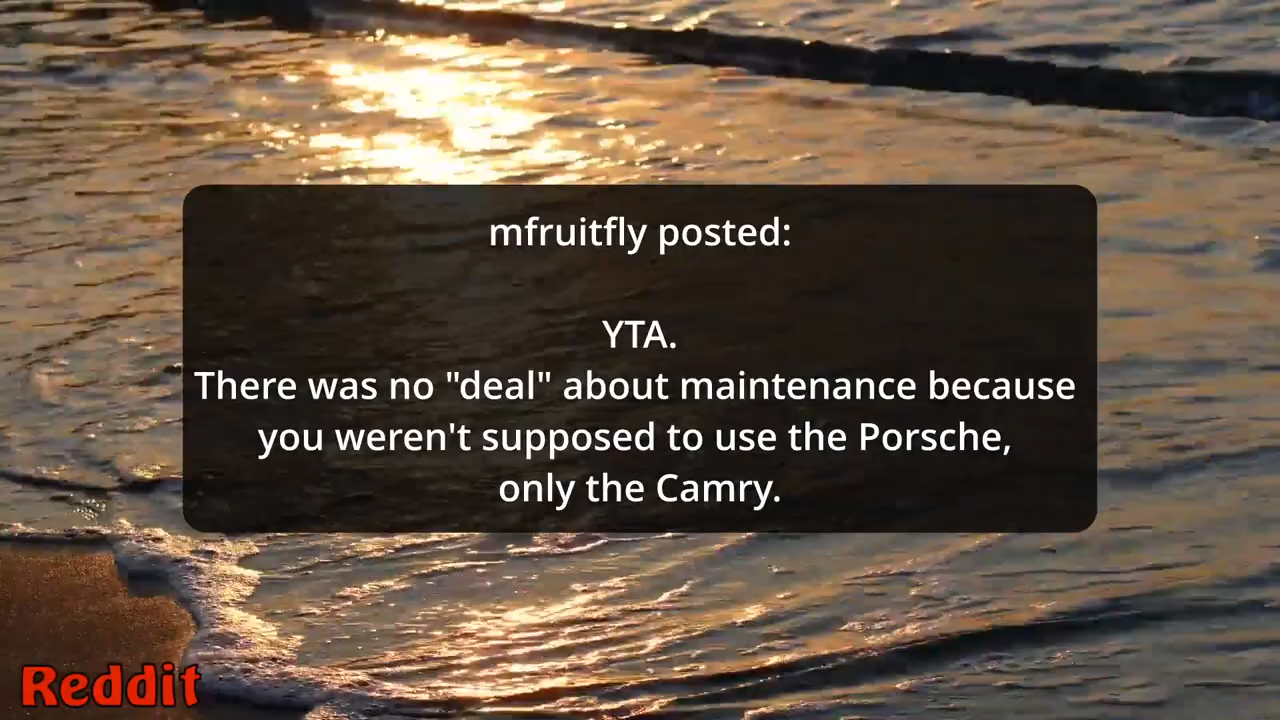 mfruitfly posted:
YTA.
There was no "deal" about maintenance because
you weren't supposed to use the Porsche,
only the Camry.
Reddit